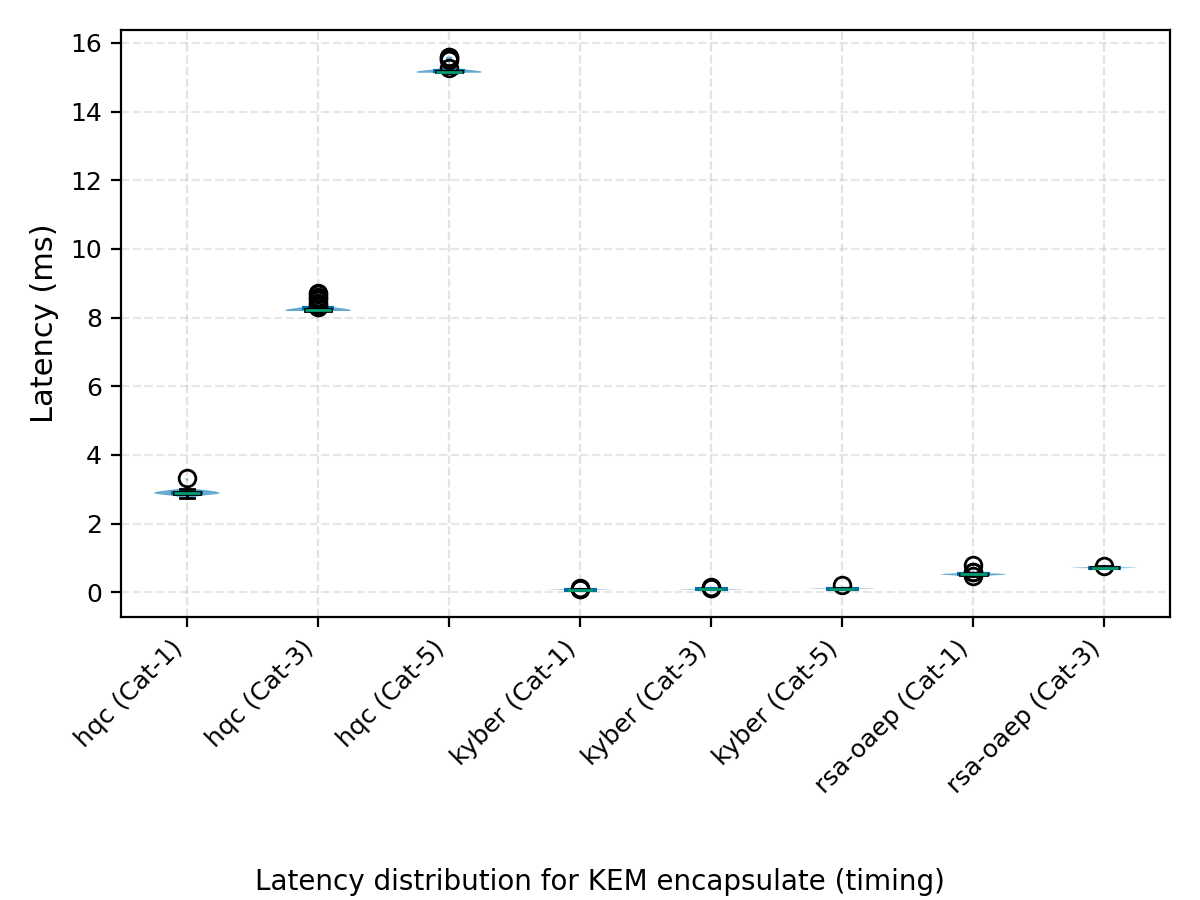 16
14
12
10
8
6
4
2
0
Latency (ms)
hqc (Cat-1)
hqc (Cat-3)
hqc (Cat-5)
kyber (Cat-1)
kyber (Cat-3)
kyber (Cat-5)
rsa-oaep (Cat-1)
rsa-oaep (Cat-3)
Latency distribution for KEM encapsulate (timing)